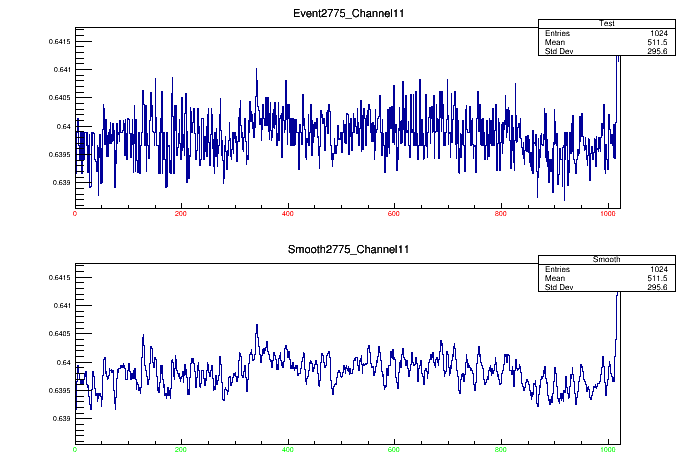 Event2775_Channel11
Test
Entries 1024
Mean 511.5
Std Dev 295.6
0.6415
0.641
0.6405
0.64
0.6395
0.639
0 200 400 600 800 1000
Smooth2775_Channel11
Smooth
Entries 1024
Mean 511.5
Std Dev 295.6
0.6415
0.641
0.6405
0.64
0.6395
0.639
0 200 400 600 800 1000